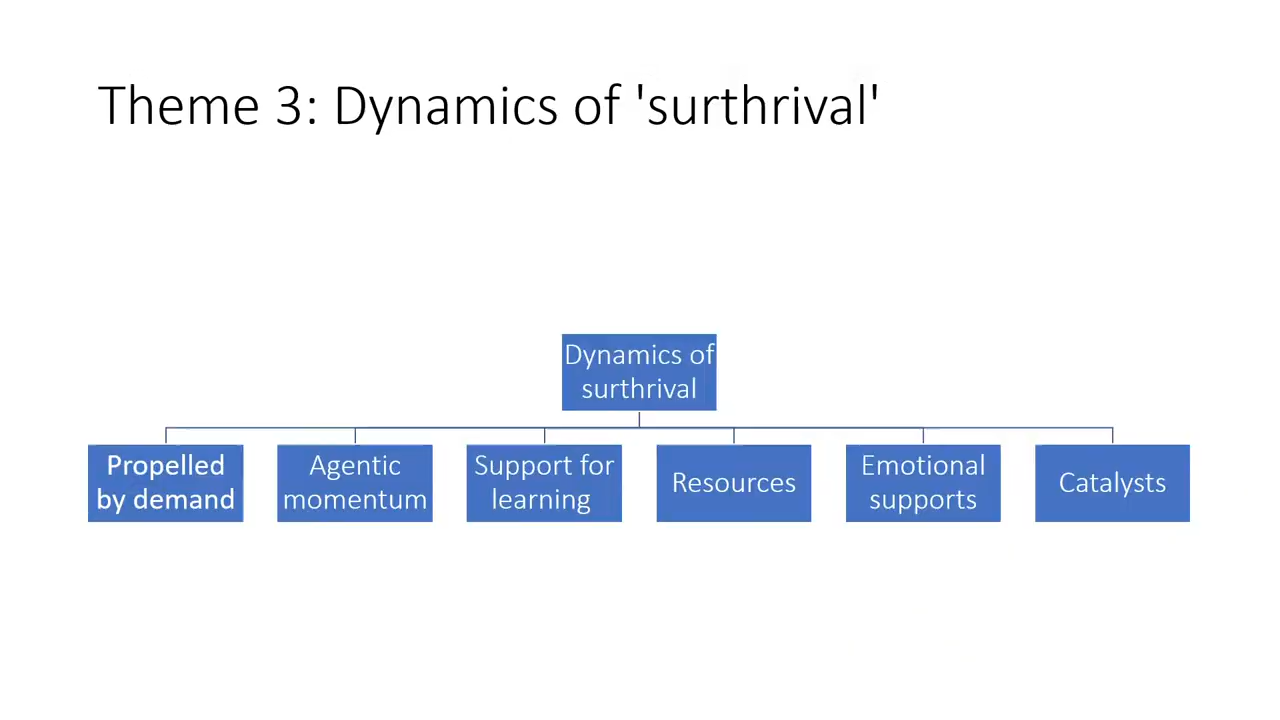 Theme 3: Dynamics of 'surthrival'
Dynamics of
surthrival
Propelled
by demand
Agentic
momentum
Support for
learning
Resources
Emotional
supports
Catalysts